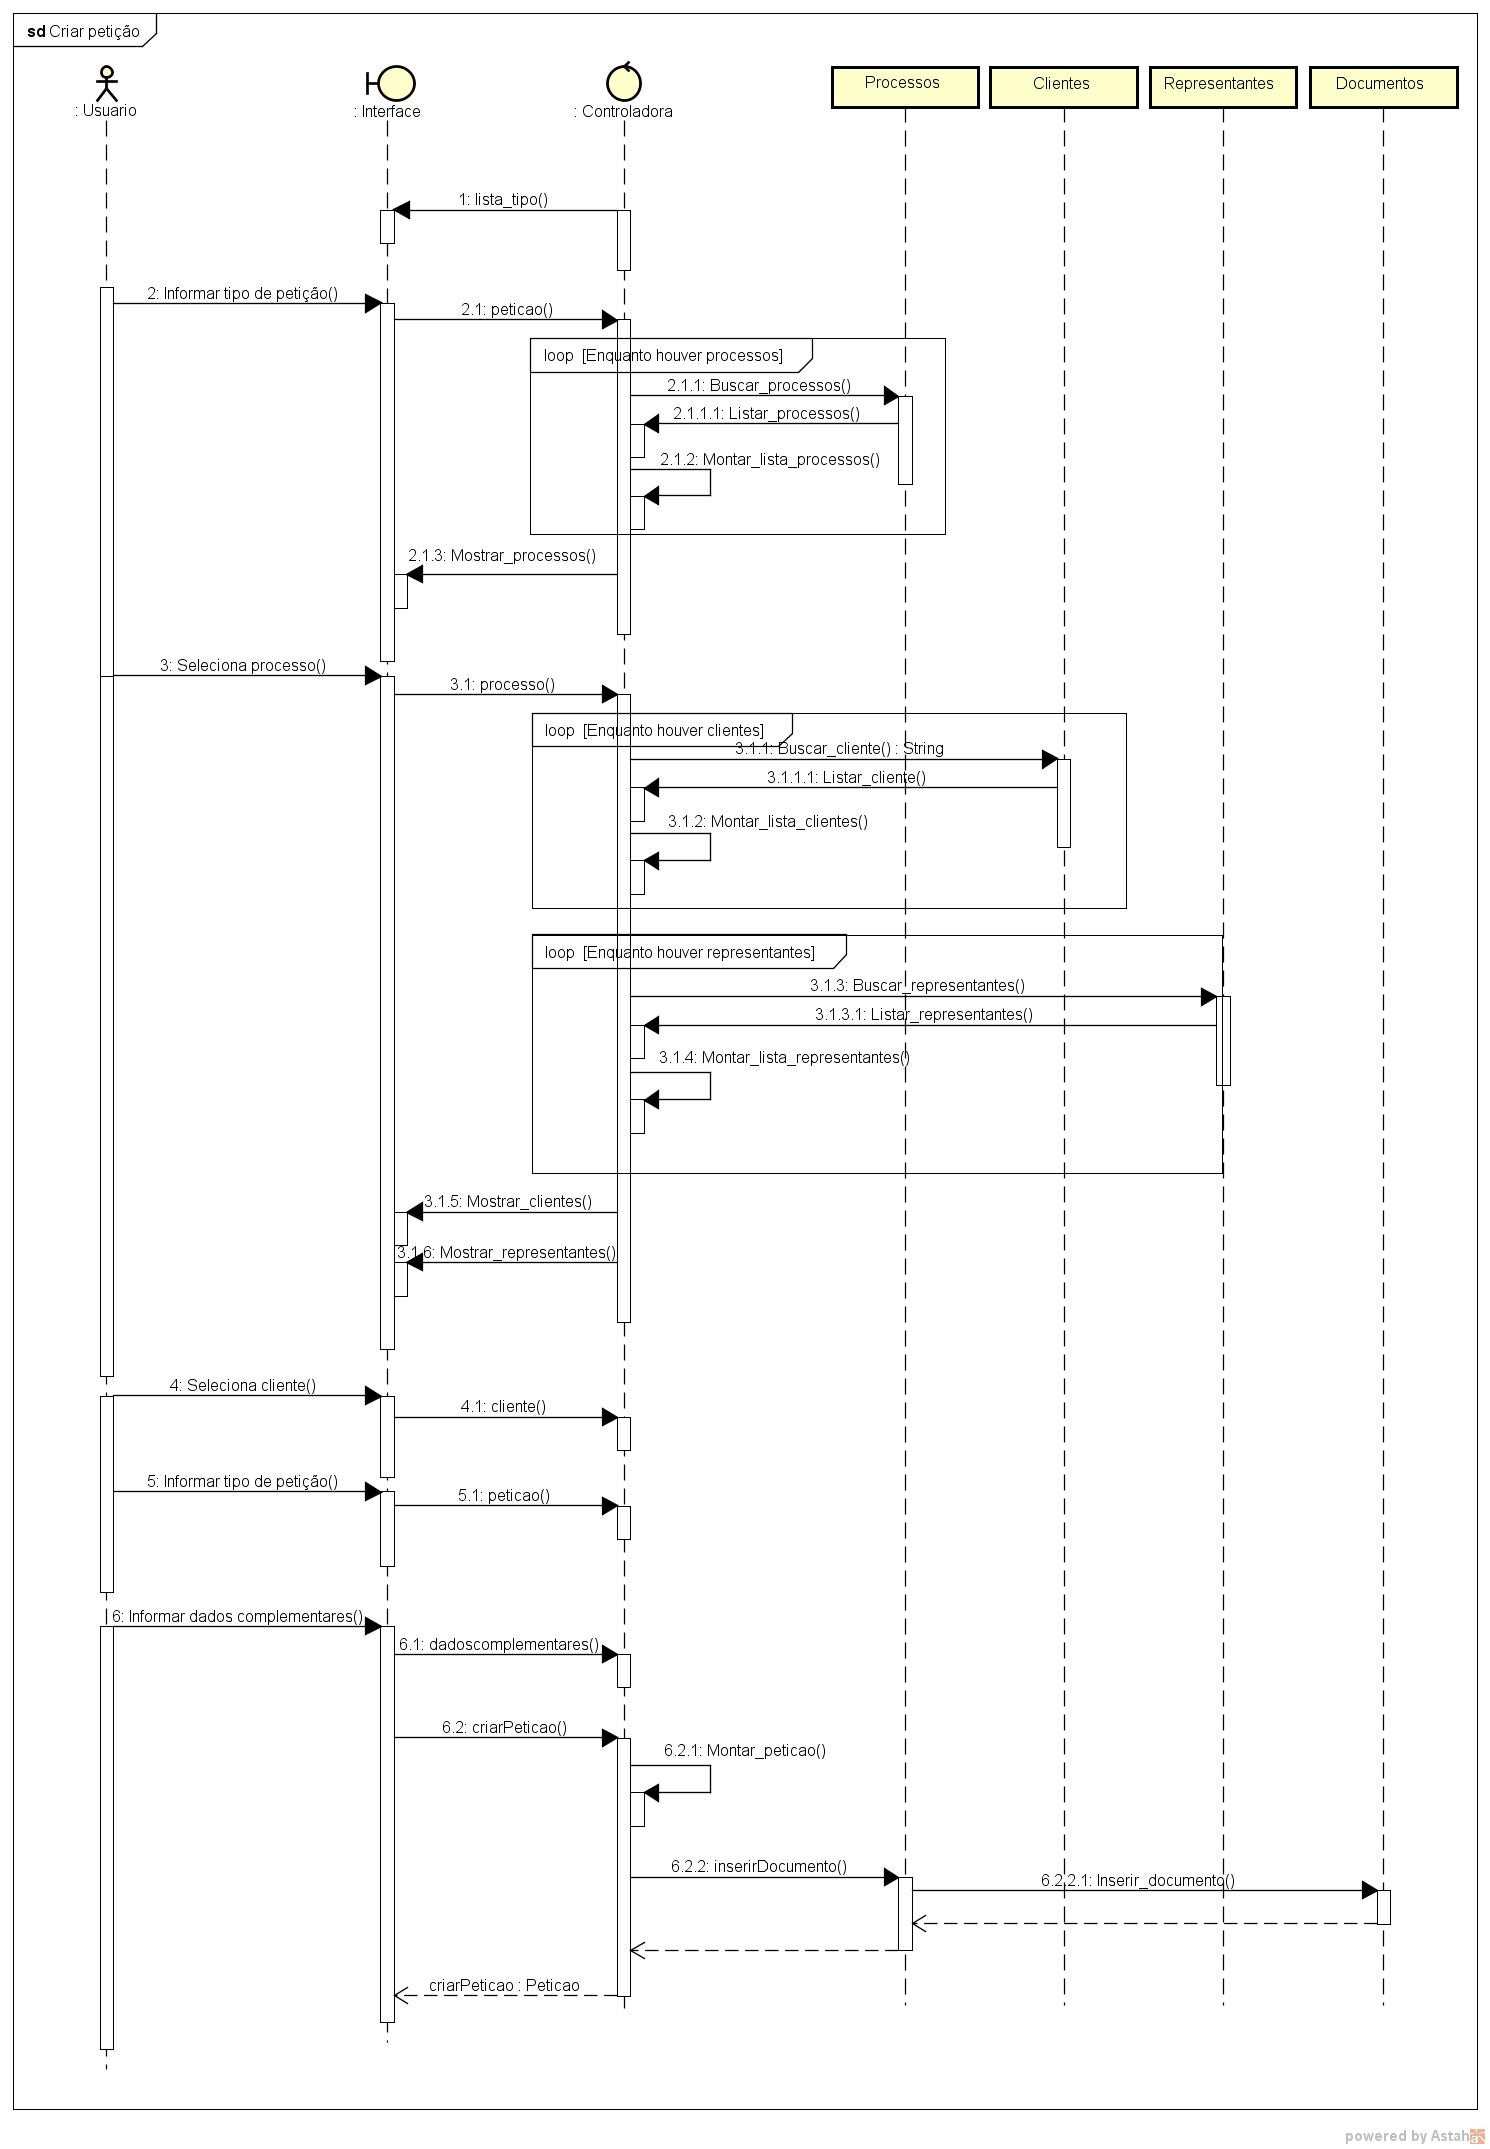 sd Criar petição
: Usuario
: Interface
: Controladora
Processos
Clientes
Representantes
Documentos
1: lista_tipo()
2: Informar tipo de petição()
2.1: peticao()
loop [Enquanto houver processos]
2.1.1: Buscar_processos()
2.1.1.1: Listar_processos()
2.1.2: Montar_lista_processos()
2.1.3: Mostrar_processos()
3: Seleciona processo()
3.1: processo()
loop [Enquanto houver clientes]
3.1.1: Buscar_cliente() : String
3.1.1.1: Listar_cliente()
3.1.2: Montar_lista_clientes()
loop [Enquanto houver representantes]
3.1.3: Buscar_representantes()
3.1.3.1: Listar_representantes()
3.1.4: Montar_lista_representantes()
3.1.5: Mostrar_clientes()
3.1.6: Mostrar_representantes()
4: Seleciona cliente()
4.1: cliente()
5: Informar tipo de petição()
5.1: peticao()
6: Informar dados complementares()
6.1: dadoscomplementares()
6.2: criarPeticao()
6.2.1: Montar_peticao()
6.2.2: inserirDocumento()
6.2.2.1: Inserir_documento()
criarPeticao : Peticao
powered by Astah